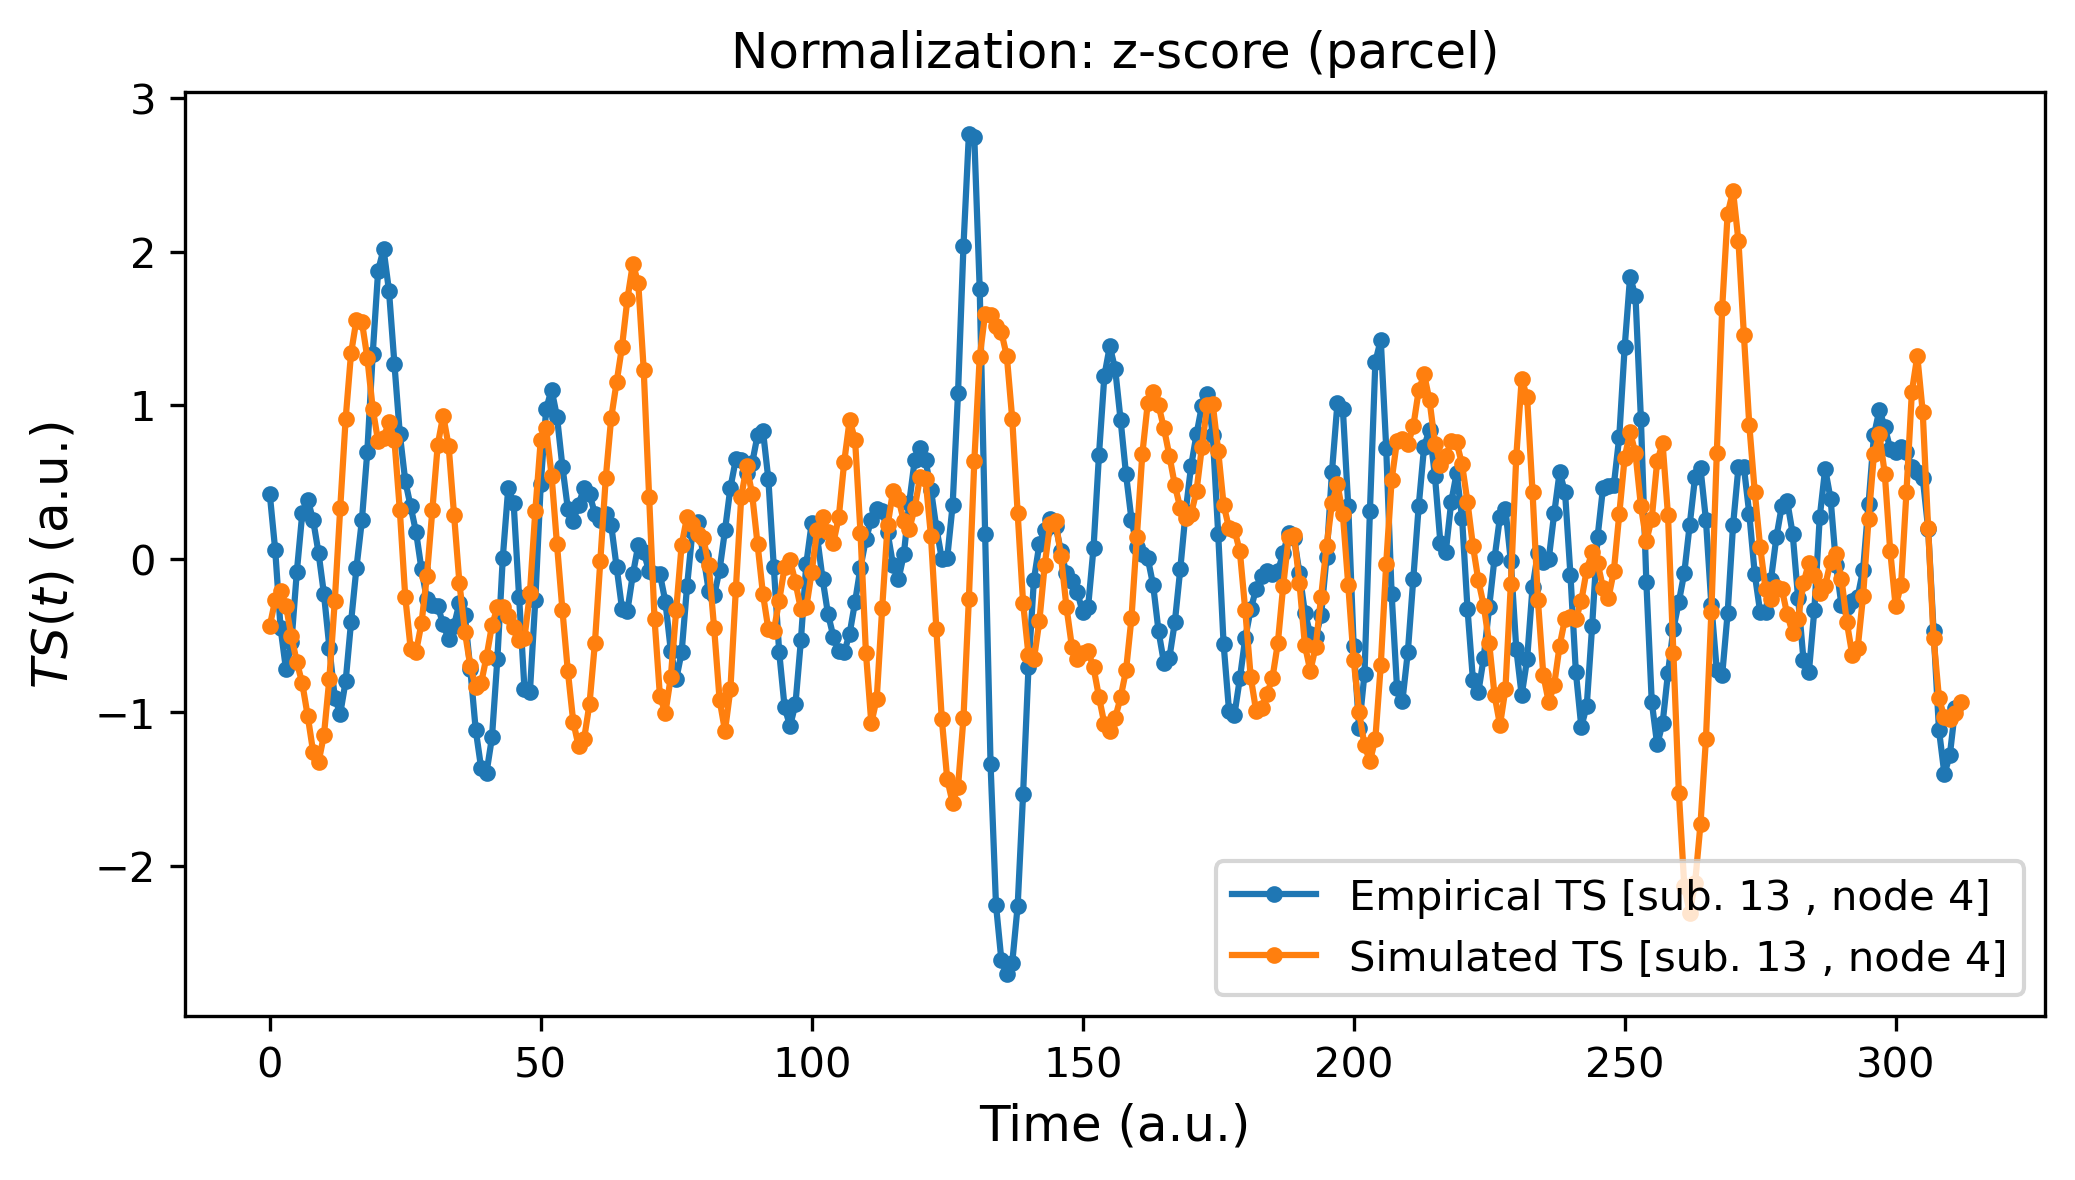 Normalization: z-score (parcel)
3
2
1
0
−1
−2
TS(t) (a.u.)
0 50 100 150 200 250 300
Time (a.u.)
Empirical TS [sub. 13 , node 4]
Simulated TS [sub. 13 , node 4]